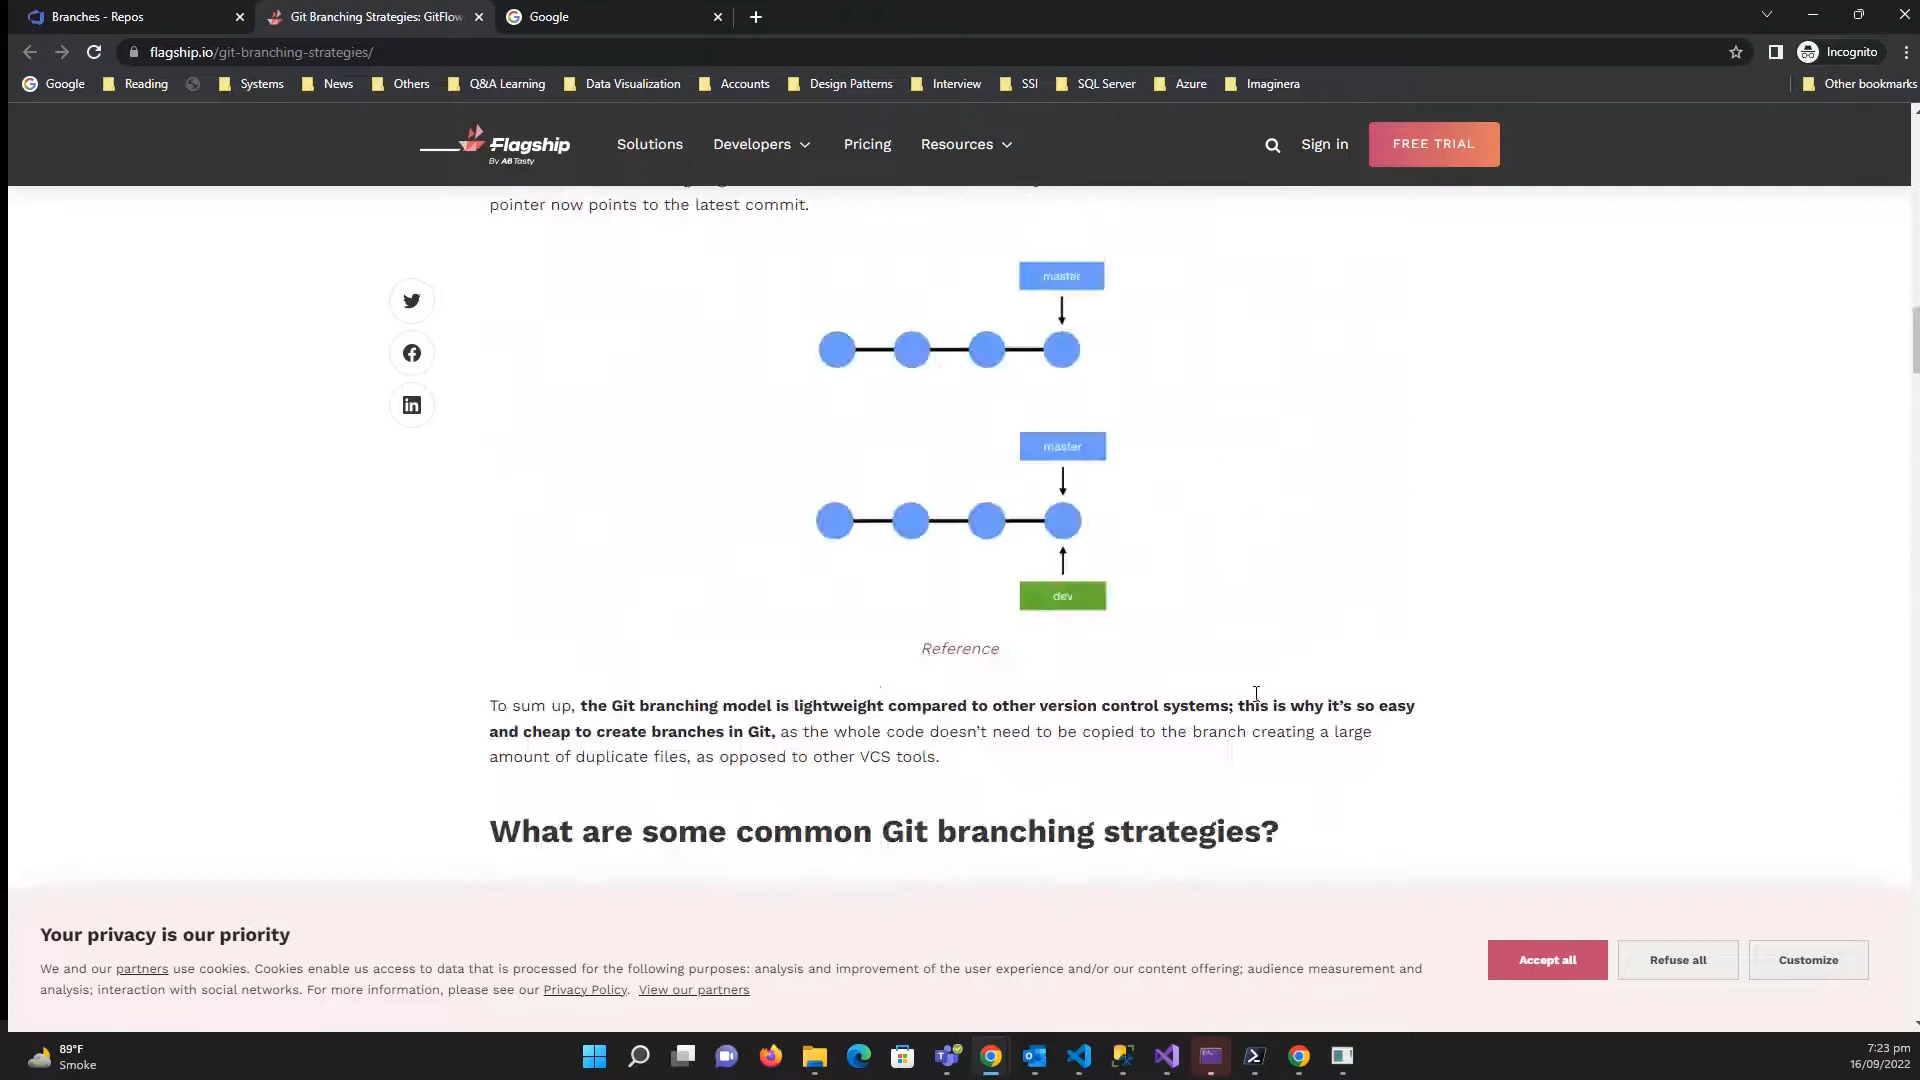 Branches - Repos
Git Branching Strategies: GitFlow
Google
flagship.io/git-branching-strategies/
Incognito
Google
Reading
Systems
News
Others
Q&A Learning
Data Visualization
Accounts
Design Patterns
Interview
SSI
SQL Server
Azure
Imaginera
Other bookmarks
Flagship
By AB Tasty
Solutions
Developers
Pricing
Resources
Sign in
FREE TRIAL
pointer now points to the latest commit.
master
master
dev
Reference
To sum up, the Git branching model is lightweight compared to other version control systems; this is why it's so easy
and cheap to create branches in Git, as the whole code doesn't need to be copied to the branch creating a large
amount of duplicate files, as opposed to other VCS tools.
What are some common Git branching strategies?
Your privacy is our priority
We and our partners use cookies. Cookies enable us access to data that is processed for the following purposes: analysis and improvement of the user experience and/or our content offering; audience measurement and
analysis; interaction with social networks. For more information, please see our Privacy Policy. View our partners
Accept all
Refuse all
Customize
89°F
Smoke
7:23 pm
16/09/2022